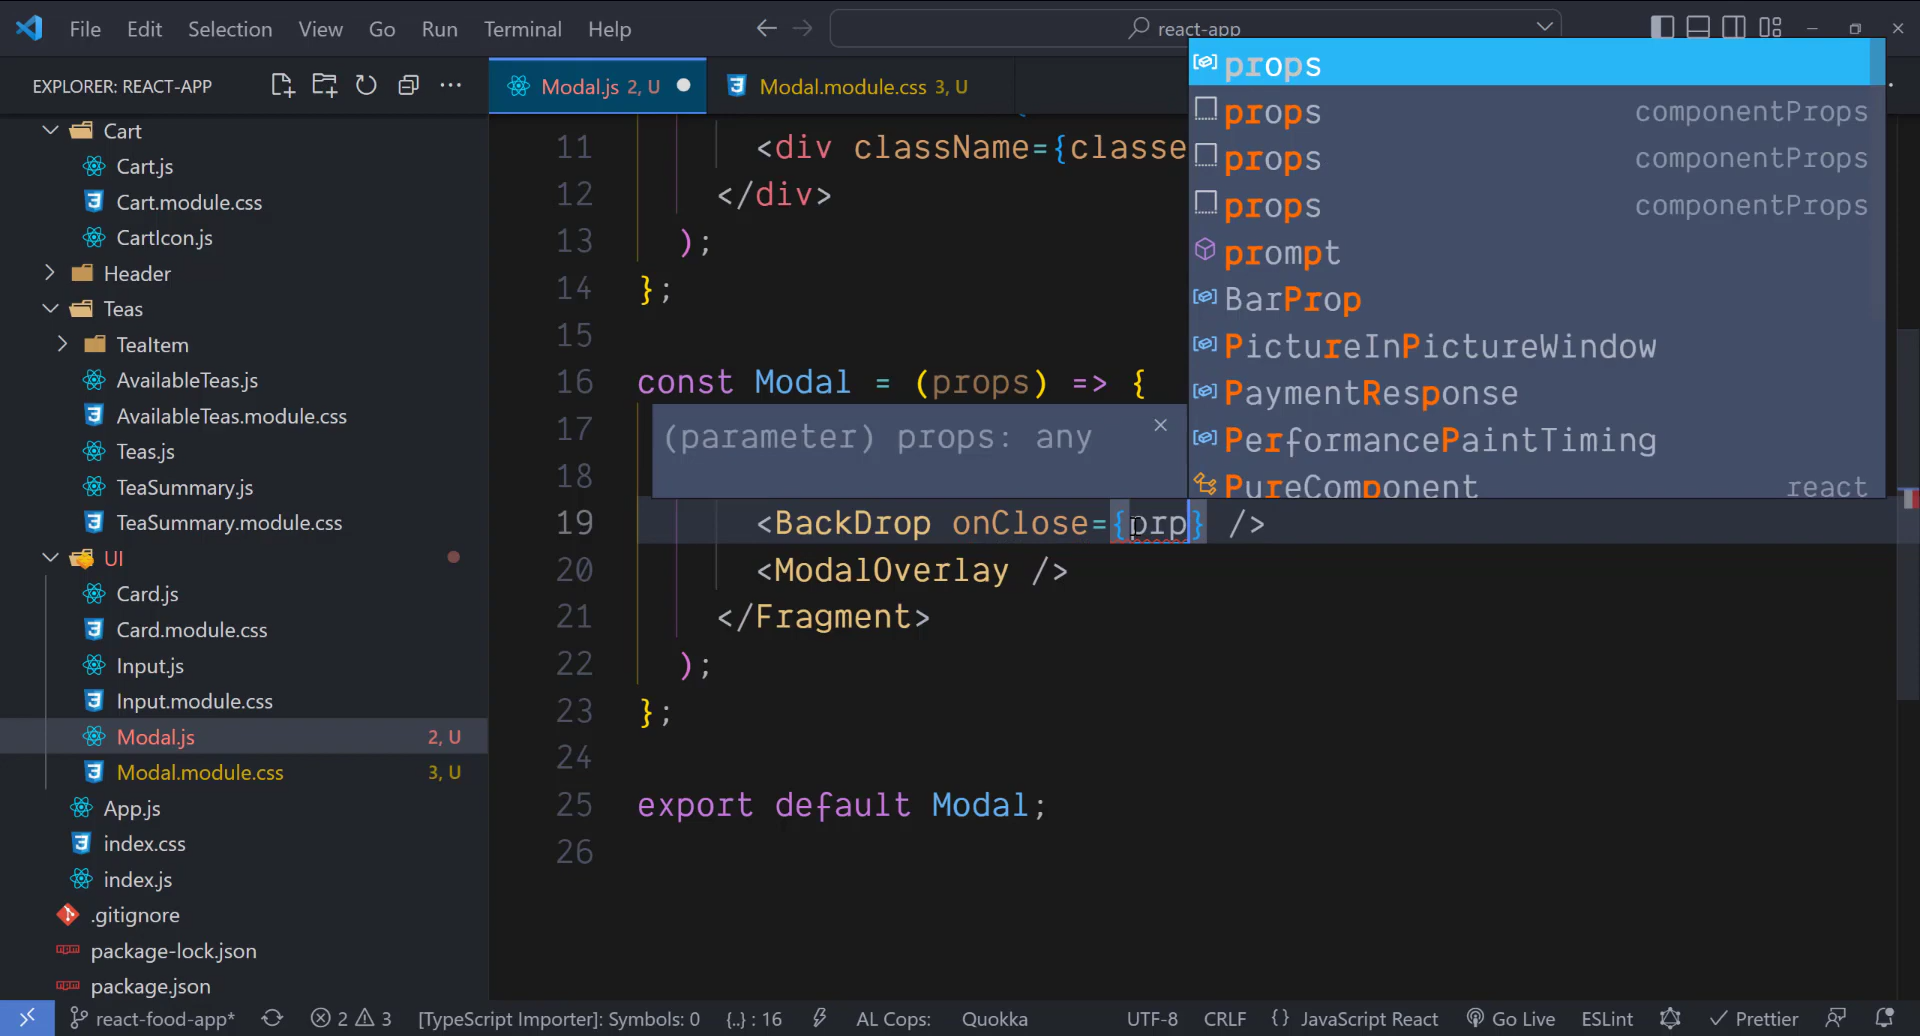 File Edit Selection View Go Run Terminal Help
react-app
EXPLORER: REACT-APP
Modal.js 2, U
Modal.module.css 3, U
Cart
Cart.js
Cart.module.css
CartIcon.js
Header
Teas
TeaItem
AvailableTeas.js
AvailableTeas.module.css
Teas.js
TeaSummary.js
TeaSummary.module.css
UI
Card.js
Card.module.css
Input.js
Input.module.css
Modal.js 2, U
Modal.module.css 3, U
App.js
index.css
index.js
.gitignore
package-lock.json
package.json
11 <div className={classe
12 </div>
13 );
14 };
15
16 const Modal = (props) => {
17
18
19 <BackDrop onClose={prp} />
20 <ModalOverlay />
21 </Fragment>
22 );
23 };
24
25 export default Modal;
26
(parameter) props: any
props
props componentProps
props componentProps
props componentProps
prompt
BarProp
PictureInPictureWindow
PaymentResponse
PerformancePaintTiming
PureComponent react
react-food-app* 2 3 [TypeScript Importer]: Symbols: 0 {..} : 16 AL Cops: Quokka UTF-8 CRLF {} JavaScript React Go Live ESLint Prettier